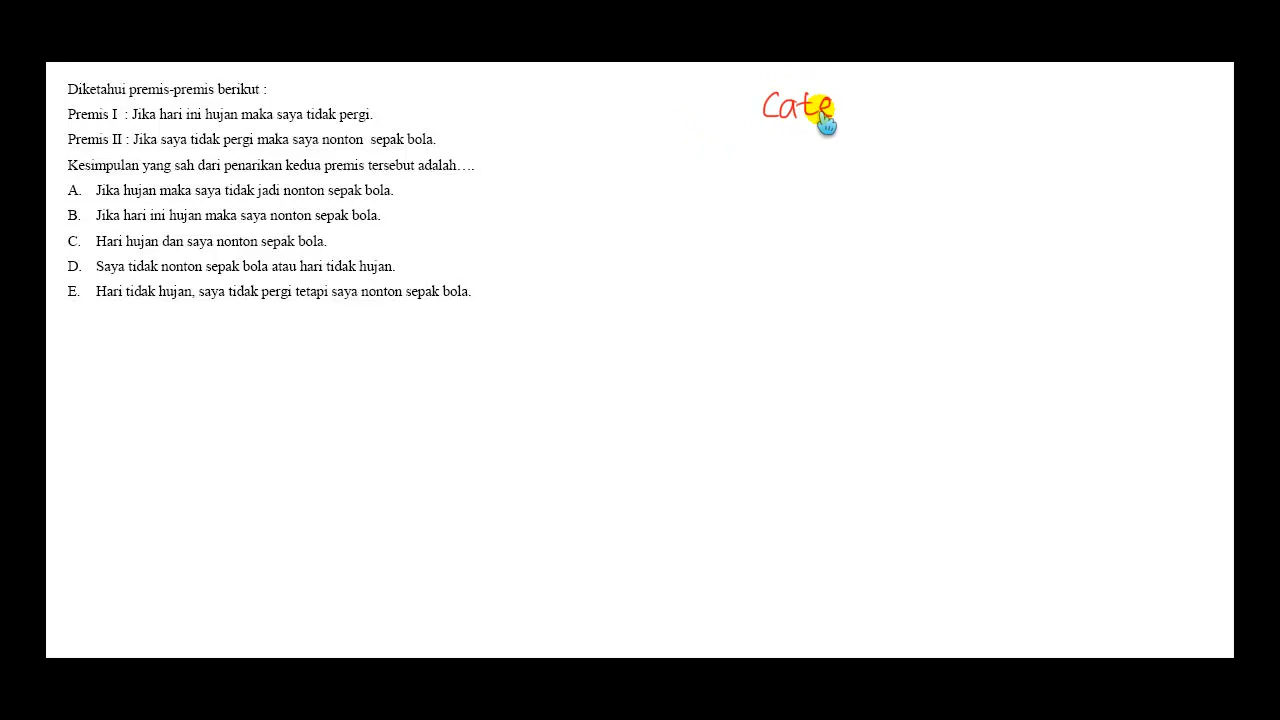 Diketahui premis-premis berikut :
Premis I : Jika hari ini hujan maka saya tidak pergi.
Premis II : Jika saya tidak pergi maka saya nonton sepak bola.
Kesimpulan yang sah dari penarikan kedua premis tersebut adalah….
A. Jika hujan maka saya tidak jadi nonton sepak bola.
B. Jika hari ini hujan maka saya nonton sepak bola.
C. Hari hujan dan saya nonton sepak bola.
D. Saya tidak nonton sepak bola atau hari tidak hujan.
E. Hari tidak hujan, saya tidak pergi tetapi saya nonton sepak bola.
Cate